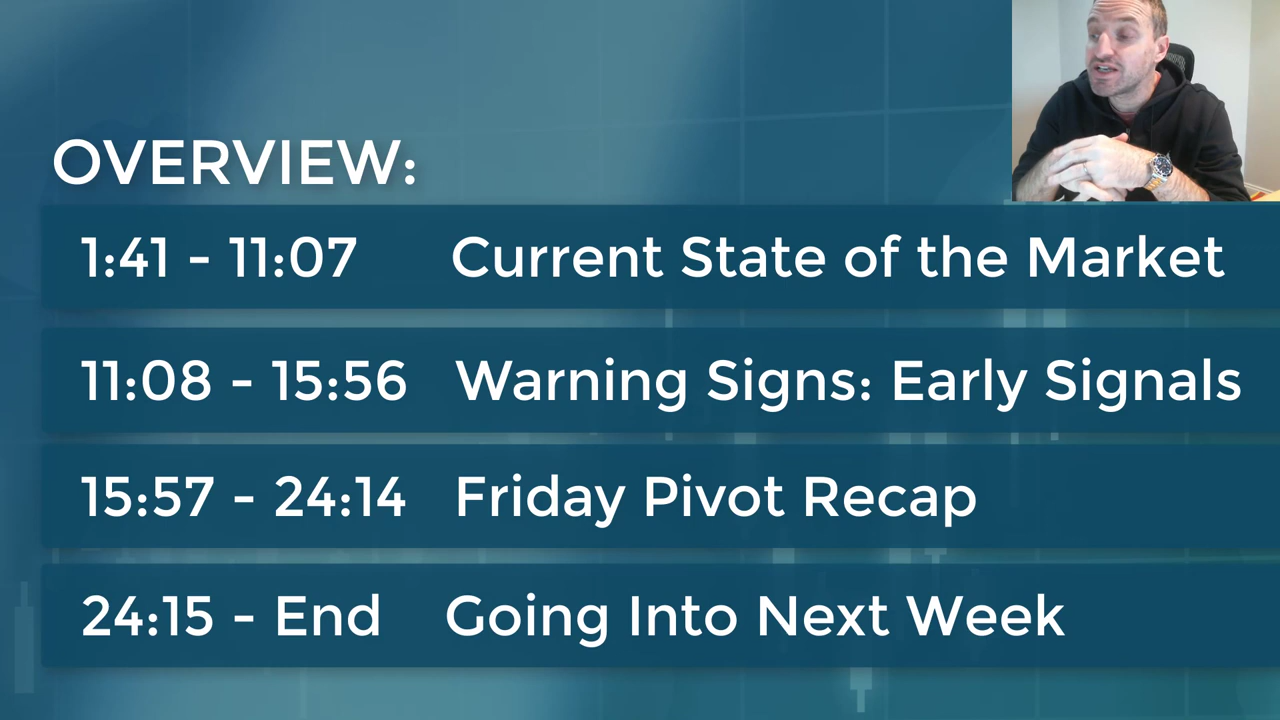 OVERVIEW:
1:41 - 11:07 Current State of the Market
11:08 - 15:56 Warning Signs: Early Signals
15:57 - 24:14 Friday Pivot Recap
24:15 - End Going Into Next Week